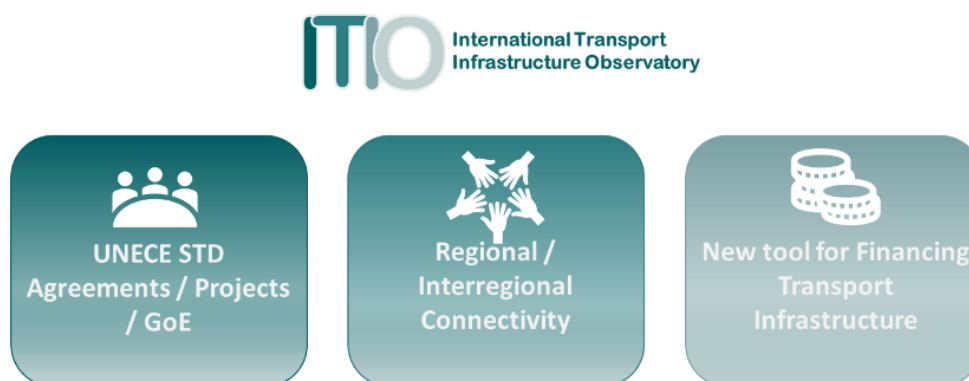 ITIO
International Transport
Infrastructure Observatory
UNECE STD
Agreements / Projects
/ GoE
Regional /
Interregional
Connectivity
New tool for Financing
Transport
Infrastructure